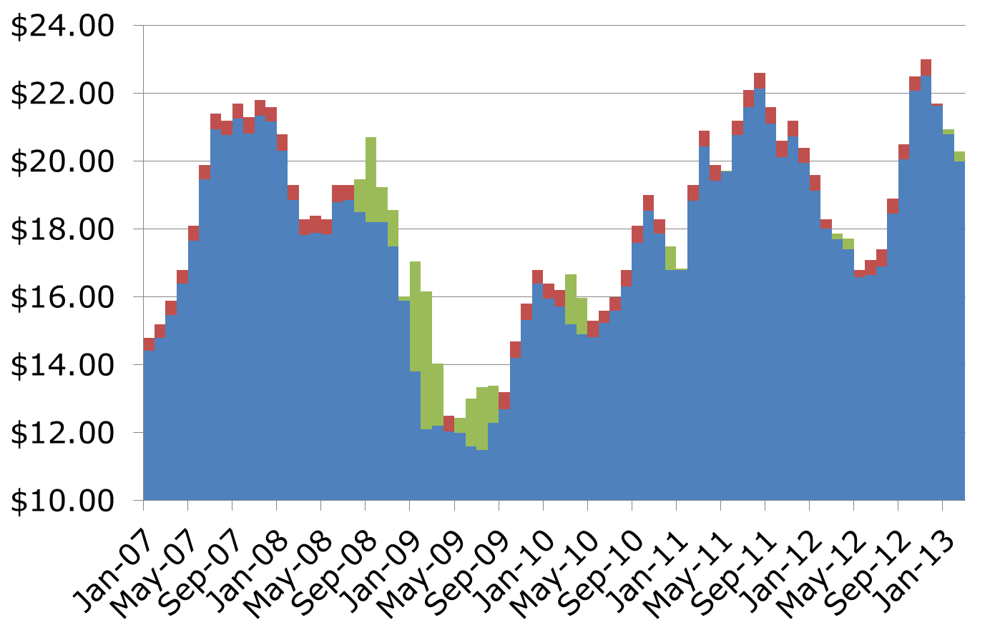 $24.00
$22.00
$20.00
$18.00
$16.00
$14.00
$12.00
$10.00
Jan-07
May-07
Sep-07
Jan-08
May-08
Sep-08
Jan-09
May-09
Sep-09
Jan-10
May-10
Sep-10
Jan-11
May-11
Sep-11
Jan-12
May-12
Sep-12
Jan-13